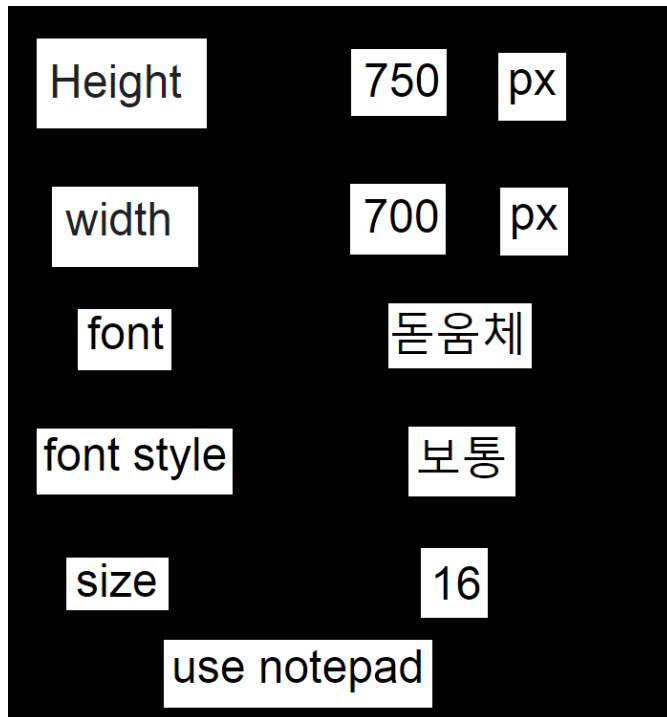 Height 750 px
width 700 px
font 돋움체
font style 보통
size 16
use notepad